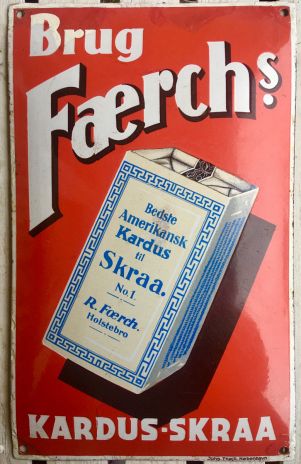 Brug
Færchs.
Bedste
Amerikansk
Kardus
til
Skraa.
No. 1.
R. Færch.
Holstebro
KARDUS-SKRAA